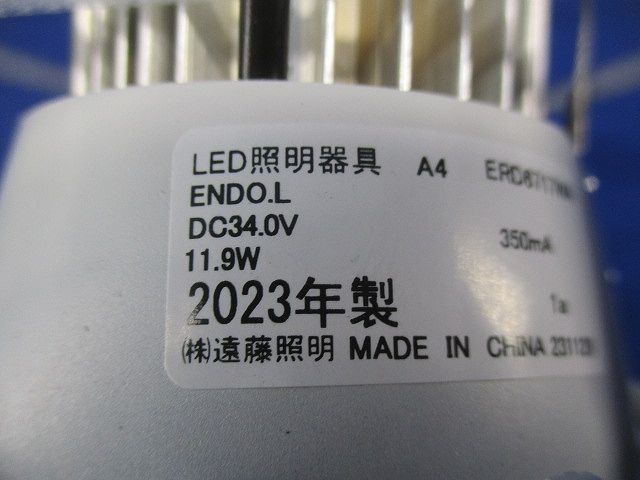 LED照明器具 A4
ENDO.L
DC34.0V 350mA
11.9W
2023年製
㈱遠藤照明 MADE IN CHINA